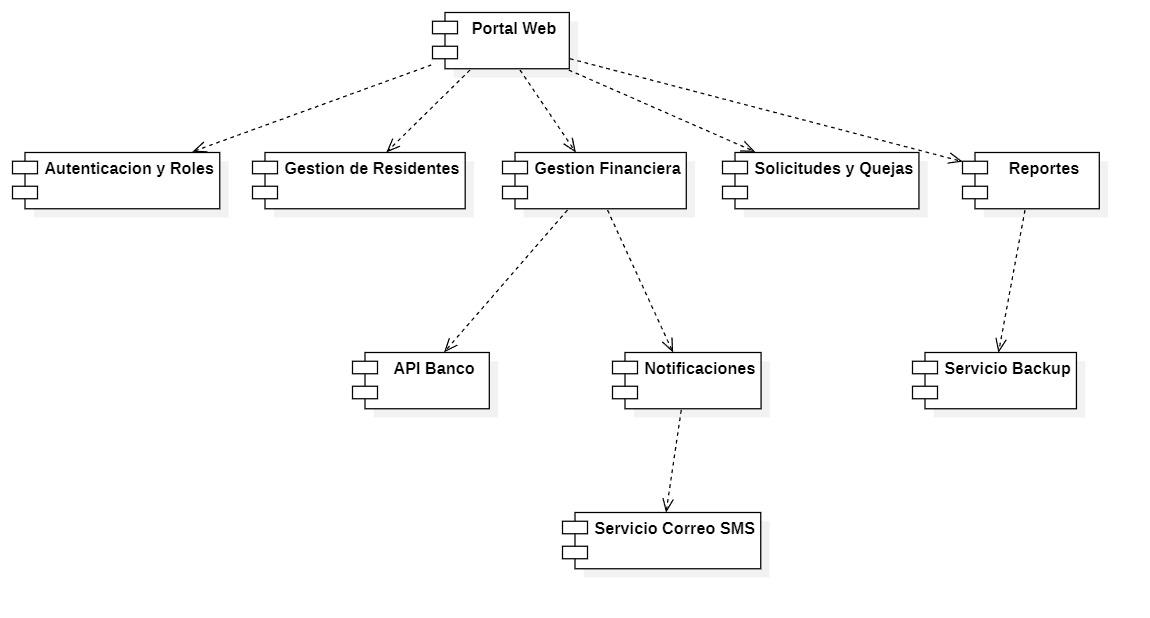 Portal Web
Autenticacion y Roles
Gestion de Residentes
Gestion Financiera
Solicitudes y Quejas
Reportes
API Banco
Notificaciones
Servicio Backup
Servicio Correo SMS